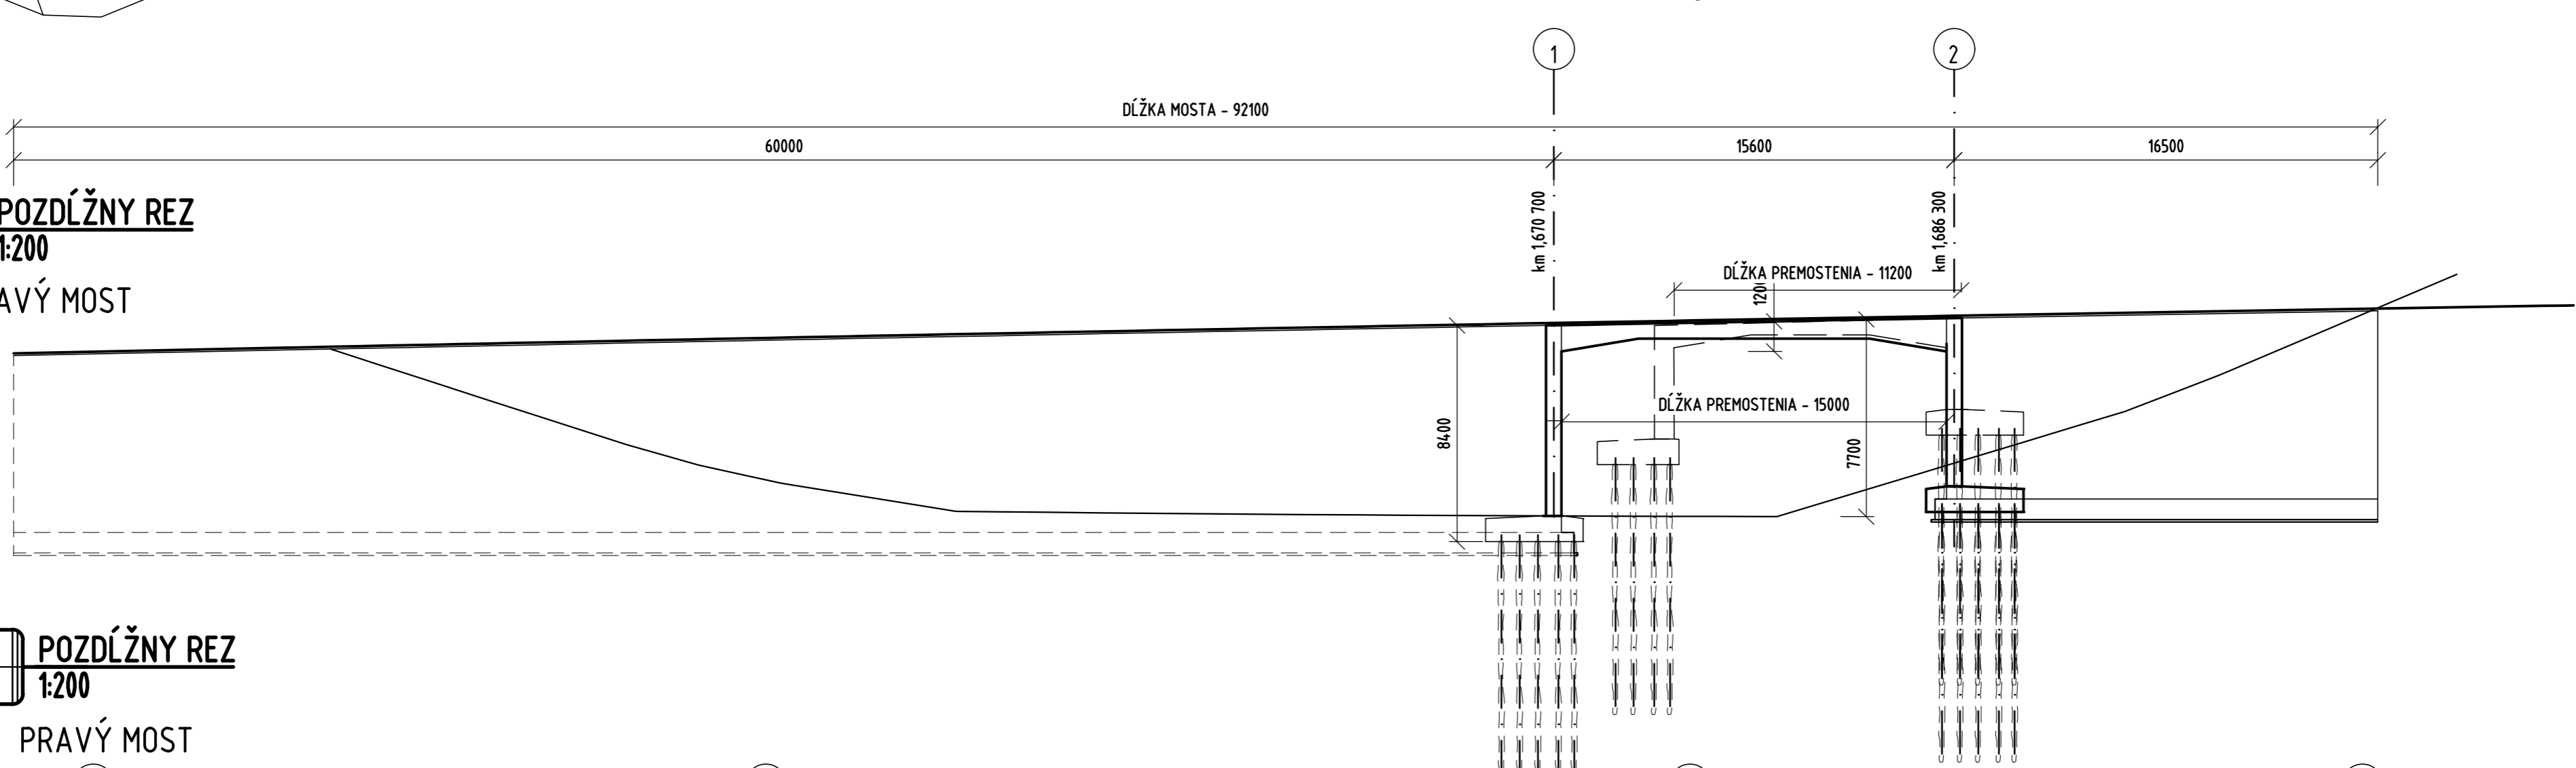 1
2
DĹŽKA MOSTA - 92100
60000
15600
16500
km 1,670 700
km 1,686 300
POZDĹŽNY REZ
1:200
AVÝ MOST
DĹŽKA PREMOSTENIA - 11200
DĹŽKA PREMOSTENIA - 15000
8400
7700
POZDĹŽNY REZ
1:200
PRAVÝ MOST